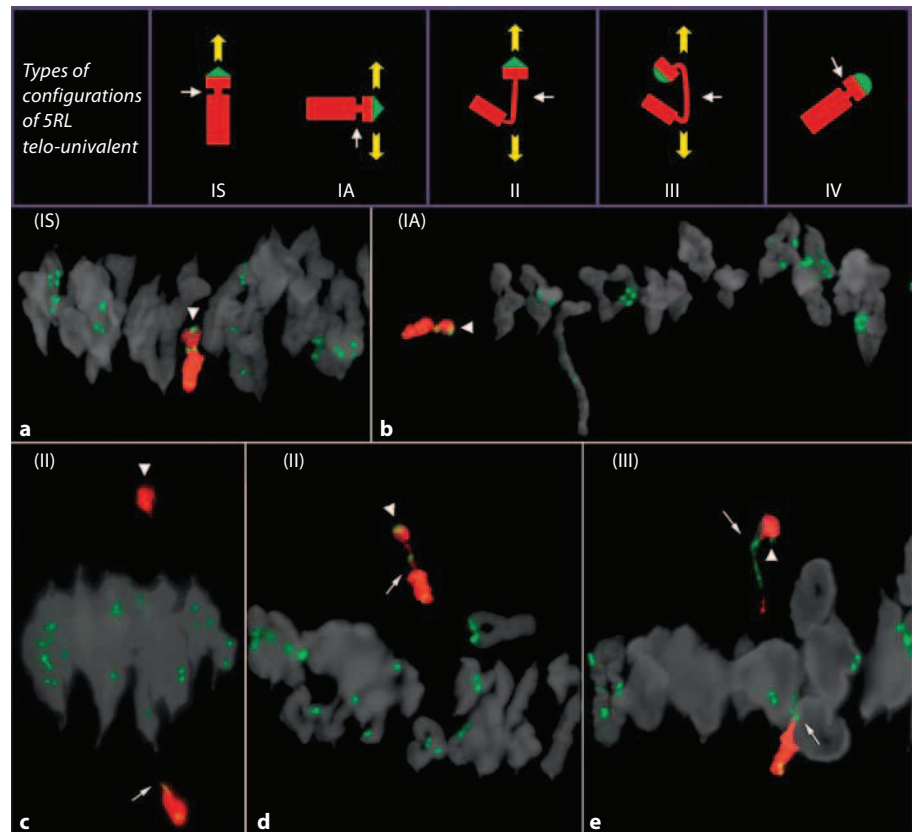 Types of
configurations
of 5RL
telo-univalent
IS
IA
II
III
IV
(IS)
(IA)
a
b
(II)
(II)
(III)
c
d
e